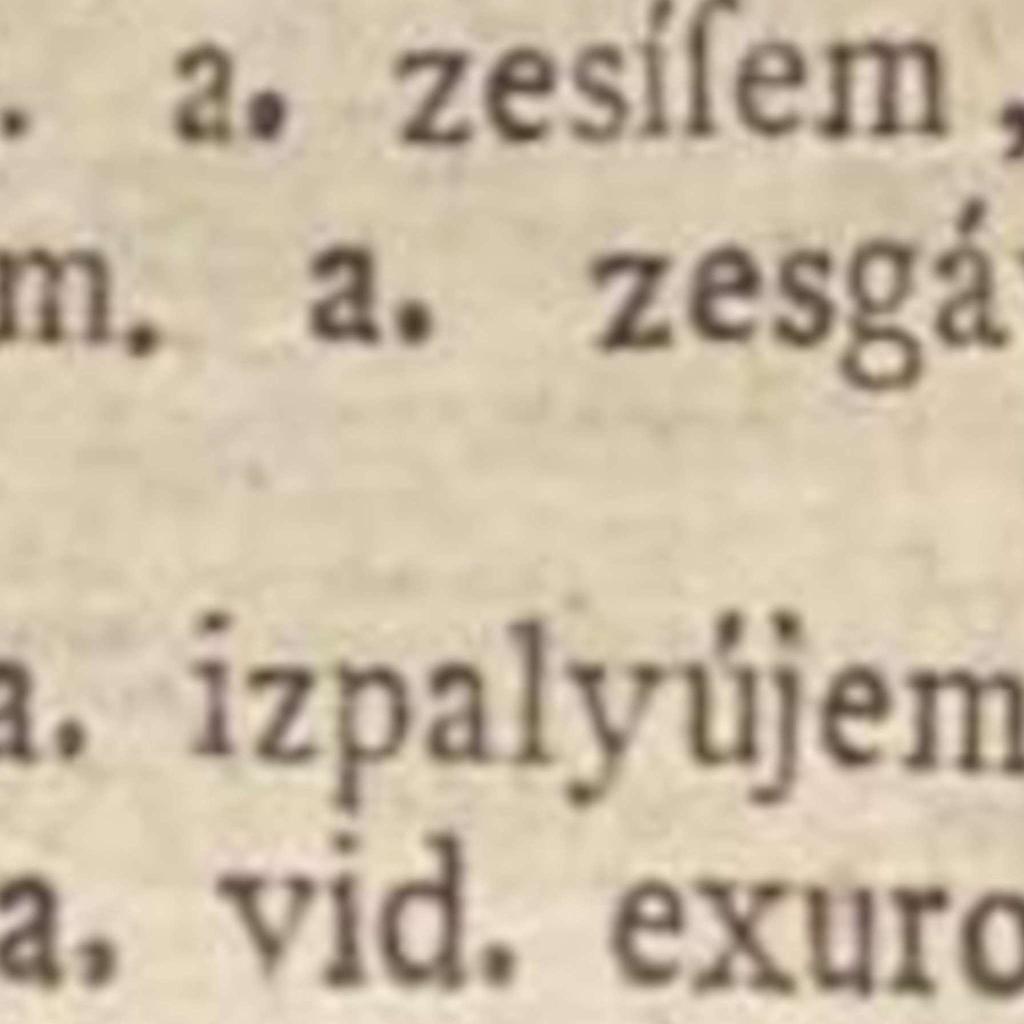 . a. zesíſem,
m. a. zesgá
a. izpalyújem
a, vid. exuro